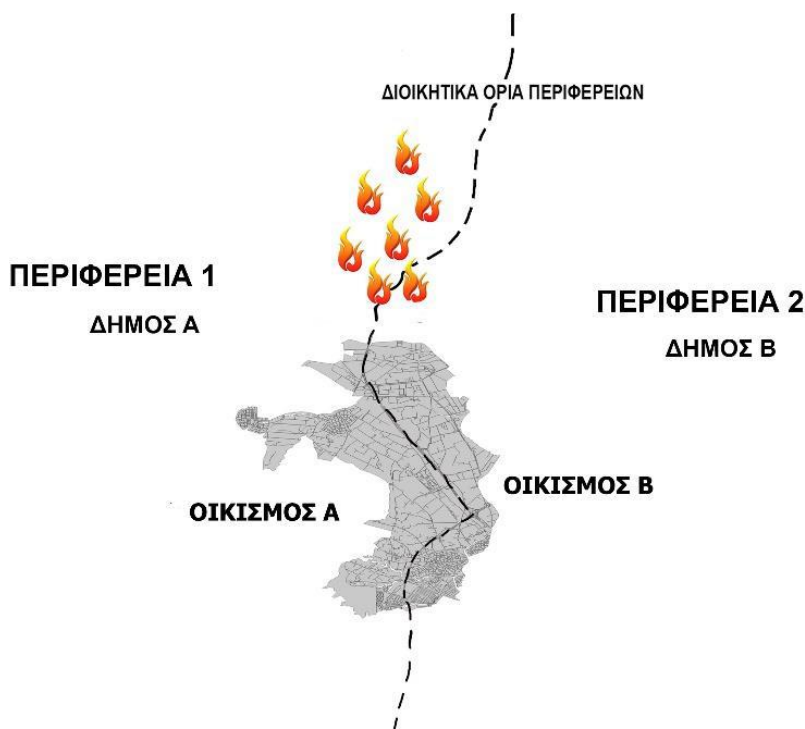 ΔΙΟΙΚΗΤΙΚΑ ΟΡΙΑ ΠΕΡΙΦΕΡΕΙΩΝ
ΠΕΡΙΦΕΡΕΙΑ 1
ΔΗΜΟΣ Α
ΠΕΡΙΦΕΡΕΙΑ 2
ΔΗΜΟΣ Β
ΟΙΚΙΣΜΟΣ Α
ΟΙΚΙΣΜΟΣ Β